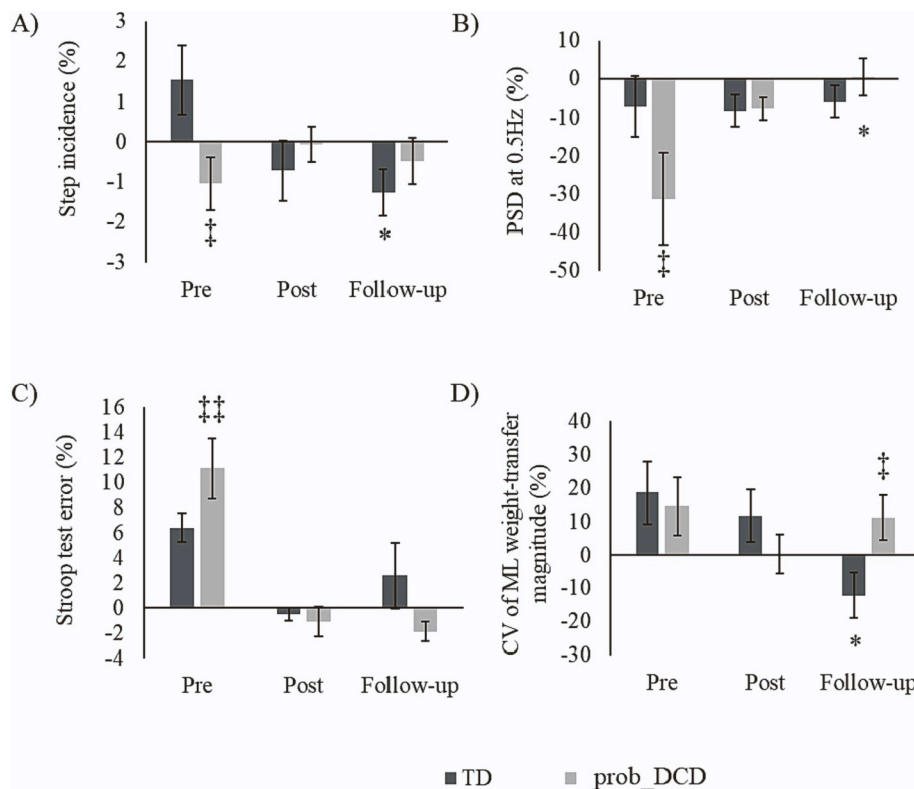 A)
Step incidence (%)
3
2
1
0
-1
-2
-3
‡
*
Pre Post Follow-up
B)
PSD at 0.5Hz (%)
10
0
-10
-20
-30
-40
-50
‡
*
Pre Post Follow-up
C)
Stroop test error (%)
16
14
12
10
8
6
4
2
0
-2
-4
‡‡
Pre Post Follow-up
D)
CV of ML weight-transfer
magnitude (%)
40
30
20
10
0
-10
-20
-30
‡
*
Pre Post Follow-up
TD prob_DCD